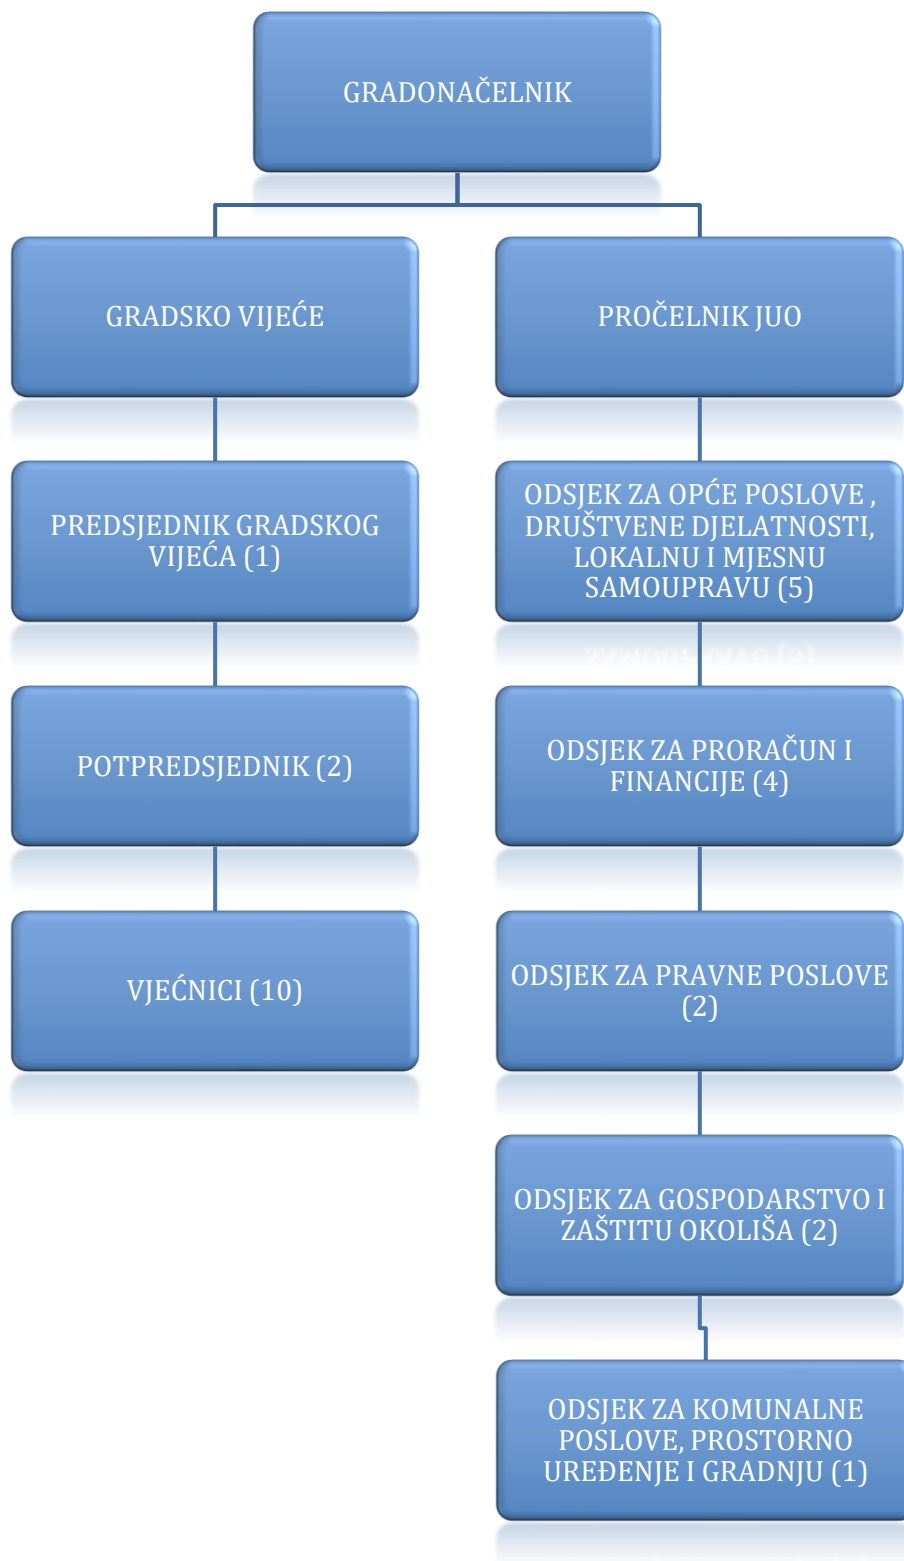 GRADONAČELNIK
GRADSKO VIJEĆE
PREDSJEDNIK GRADSKOG
VIJEĆA (1)
POTPREDSJEDNIK (2)
VJEĆNICI (10)
PROČELNIK JUO
ODSJEK ZA OPĆE POSLOVE ,
DRUŠTVENE DJELATNOSTI,
LOKALNU I MJESNU
SAMOUPRAVU (5)
ODSJEK ZA PRORAČUN I
FINANCIJE (4)
ODSJEK ZA PRAVNE POSLOVE
(2)
ODSJEK ZA GOSPODARSTVO I
ZAŠTITU OKOLIŠA (2)
ODSJEK ZA KOMUNALNE
POSLOVE, PROSTORNO
UREĐENJE I GRADNJU (1)